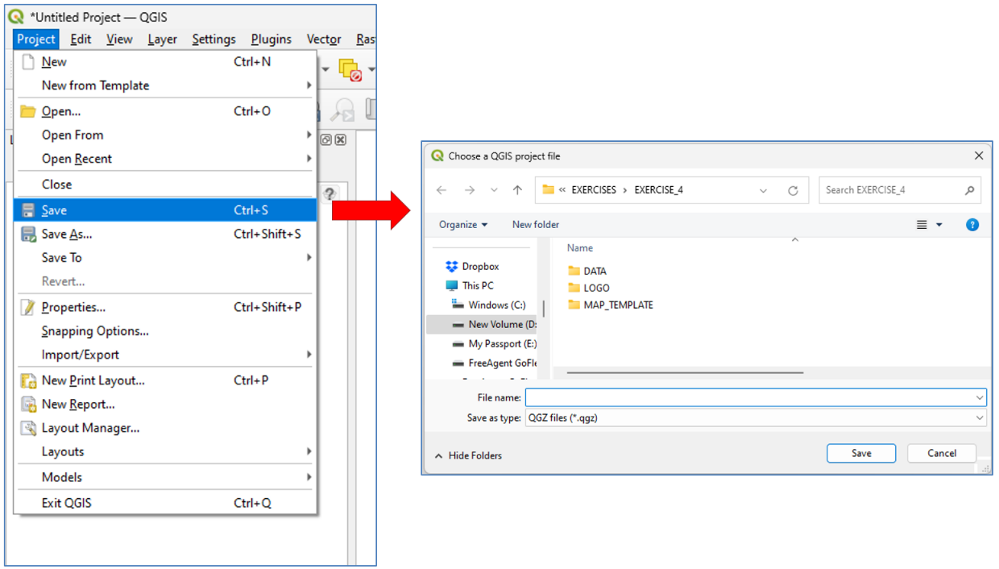 *Untitled Project — QGIS
Project Edit View Layer Settings Plugins Vector Ras
New Ctrl+N
New from Template
Open... Ctrl+O
Open From
Open Recent
Close
Save Ctrl+S
Save As... Ctrl+Shift+S
Save To
Revert...
Properties... Ctrl+Shift+P
Snapping Options...
Import/Export
New Print Layout... Ctrl+P
New Report...
Layout Manager...
Layouts
Models
Exit QGIS Ctrl+Q
Choose a QGIS project file
« EXERCISES › EXERCISE_4
Search EXERCISE_4
Organize New folder
Name
Dropbox
This PC
Windows (C:)
New Volume (D:
My Passport (E:)
FreeAgent GoFle
DATA
LOGO
MAP_TEMPLATE
File name:
Save as type: QGZ files (*.qgz)
Hide Folders
Save Cancel